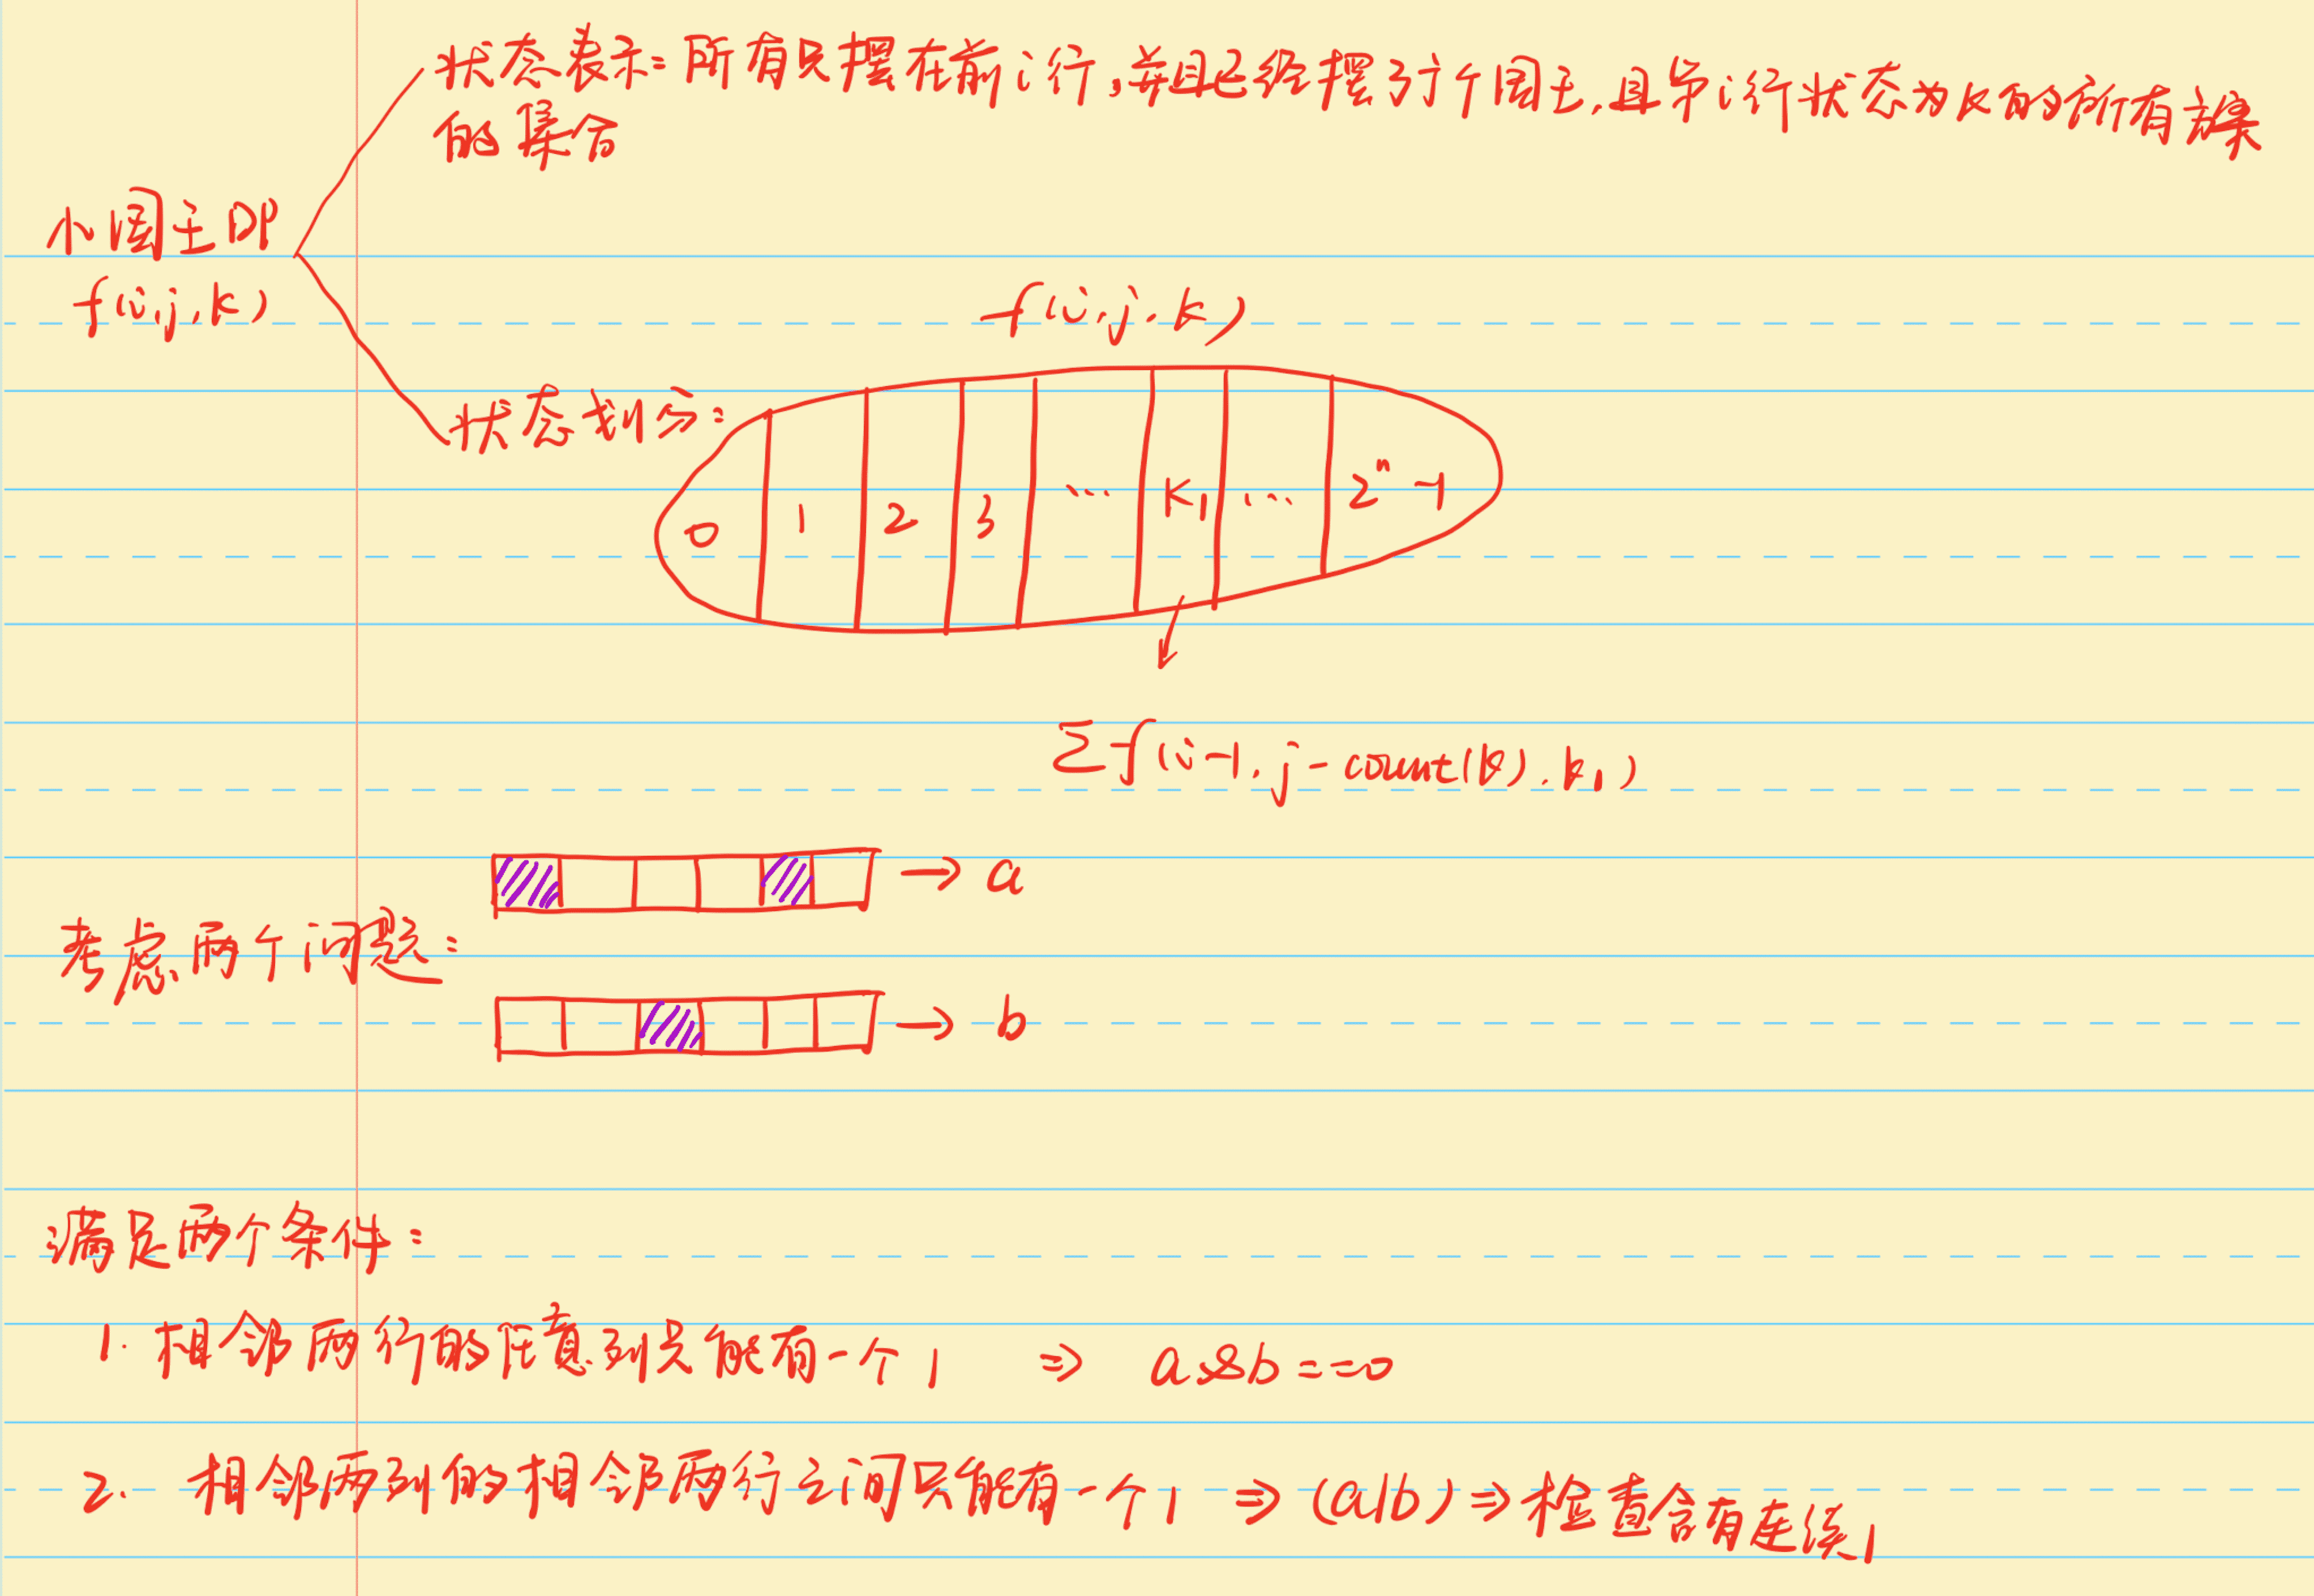 状态表示：所有只摆在前i行，并且已经摆了j个国王，且第i行状态为k的所有方案
的集合
小国王DP
f(i,j,k)
f(i,j,k)
状态划分：
0 1 2 3 … k₁ … 2ⁿ-1
Σf(i-1, j-count(k), k₁)
→ a
考虑两个问题：
→ b
满足两个条件：
1. 相邻两行的任意列只能有一个1 ⇒ a&b==0
2. 相邻两列的相邻两行之间只能有一个1 ⇒ (a|b) ⇒ 检查含有连续1